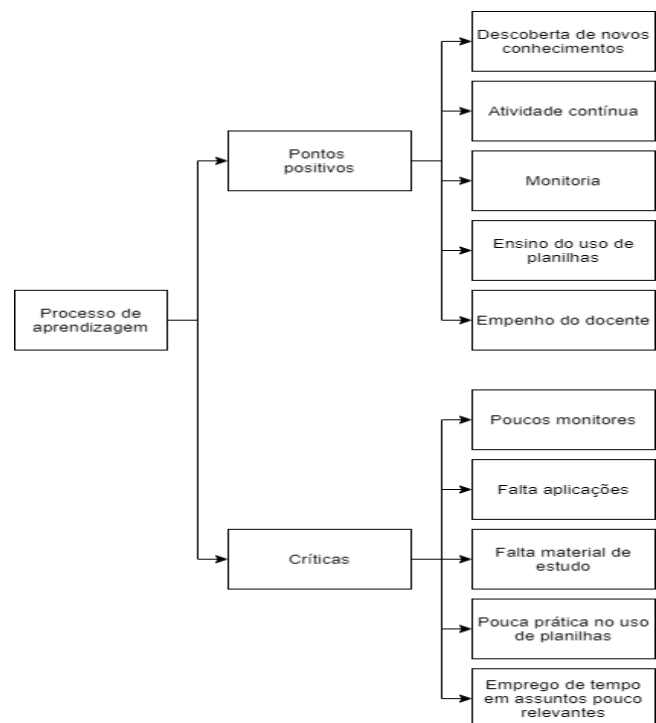 Descoberta de novos
conhecimentos
Atividade contínua
Pontos
positivos
Monitoria
Ensino do uso de
planilhas
Processo de
aprendizagem
Empenho do docente
Poucos monitores
Falta aplicações
Críticas
Falta material de
estudo
Pouca prática no uso
de planilhas
Emprego de tempo
em assuntos pouco
relevantes